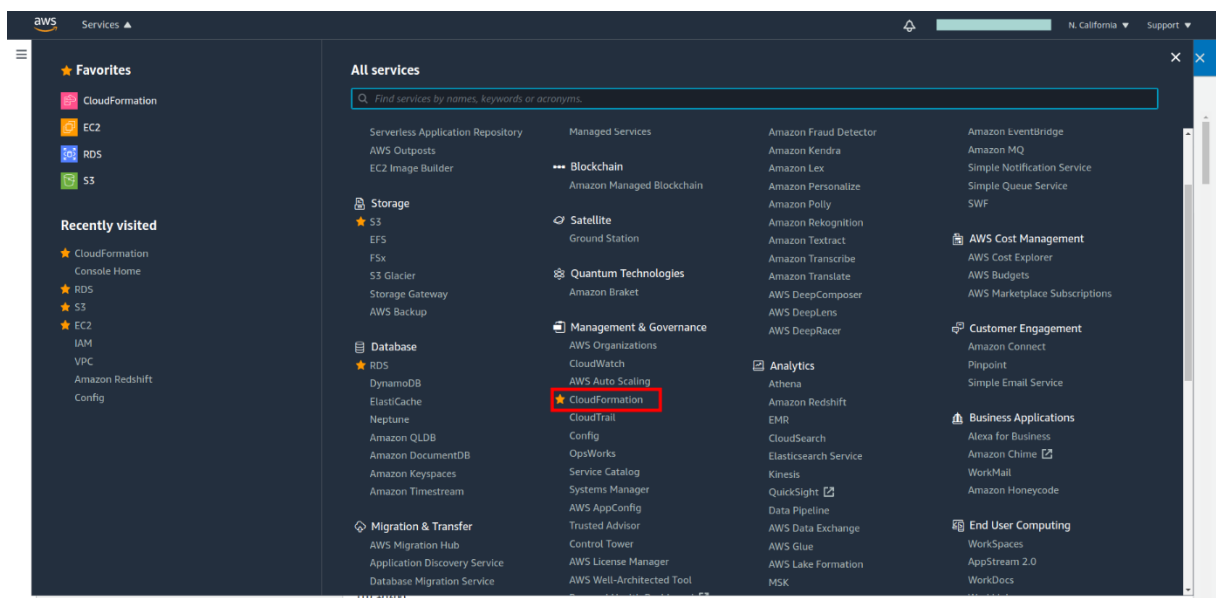 aws
Services ▲
N. California ▼
Support ▼
Favorites
CloudFormation
EC2
RDS
S3
Recently visited
CloudFormation
Console Home
RDS
S3
EC2
IAM
VPC
Amazon Redshift
Config
All services
Find services by names, keywords or acronyms.
Serverless Application Repository
AWS Outposts
EC2 Image Builder
Storage
S3
EFS
FSx
S3 Glacier
Storage Gateway
AWS Backup
Database
RDS
DynamoDB
ElastiCache
Neptune
Amazon QLDB
Amazon DocumentDB
Amazon Keyspaces
Amazon Timestream
Migration & Transfer
AWS Migration Hub
Application Discovery Service
Database Migration Service
Managed Services
Blockchain
Amazon Managed Blockchain
Satellite
Ground Station
Quantum Technologies
Amazon Braket
Management & Governance
AWS Organizations
CloudWatch
AWS Auto Scaling
CloudFormation
CloudTrail
Config
OpsWorks
Service Catalog
Systems Manager
AWS AppConfig
Trusted Advisor
Control Tower
AWS License Manager
AWS Well-Architected Tool
Amazon Fraud Detector
Amazon Kendra
Amazon Lex
Amazon Personalize
Amazon Polly
Amazon Rekognition
Amazon Textract
Amazon Transcribe
Amazon Translate
AWS DeepComposer
AWS DeepLens
AWS DeepRacer
Analytics
Athena
Amazon Redshift
EMR
CloudSearch
Elasticsearch Service
Kinesis
QuickSight
Data Pipeline
AWS Data Exchange
AWS Glue
AWS Lake Formation
MSK
Amazon EventBridge
Amazon MQ
Simple Notification Service
Simple Queue Service
SWF
AWS Cost Management
AWS Cost Explorer
AWS Budgets
AWS Marketplace Subscriptions
Customer Engagement
Amazon Connect
Pinpoint
Simple Email Service
Business Applications
Alexa for Business
Amazon Chime
WorkMail
Amazon Honeycode
End User Computing
WorkSpaces
AppStream 2.0
WorkDocs